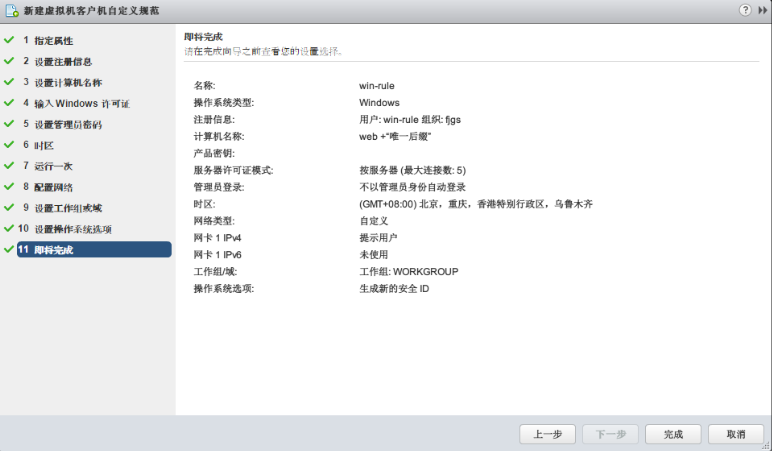 新建虚拟机客户机自定义规范
1 指定属性
2 设置注册信息
3 设置计算机名称
4 输入 Windows 许可证
5 设置管理员密码
6 时区
7 运行一次
8 配置网络
9 设置工作组或域
10 设置操作系统选项
11 即将完成
即将完成
请在完成向导之前查看您的设置选择。
名称: win-rule
操作系统类型: Windows
注册信息: 用户: win-rule 组织: fjgs
计算机名称: web +“唯一后缀”
产品密钥:
服务器许可证模式: 按服务器 (最大连接数: 5)
管理员登录: 不以管理员身份自动登录
时区: (GMT+08:00) 北京，重庆，香港特别行政区，乌鲁木齐
网络类型: 自定义
网卡 1 IPv4 提示用户
网卡 1 IPv6 未使用
工作组/域: 工作组: WORKGROUP
操作系统选项: 生成新的安全 ID
上一步 下一步 完成 取消